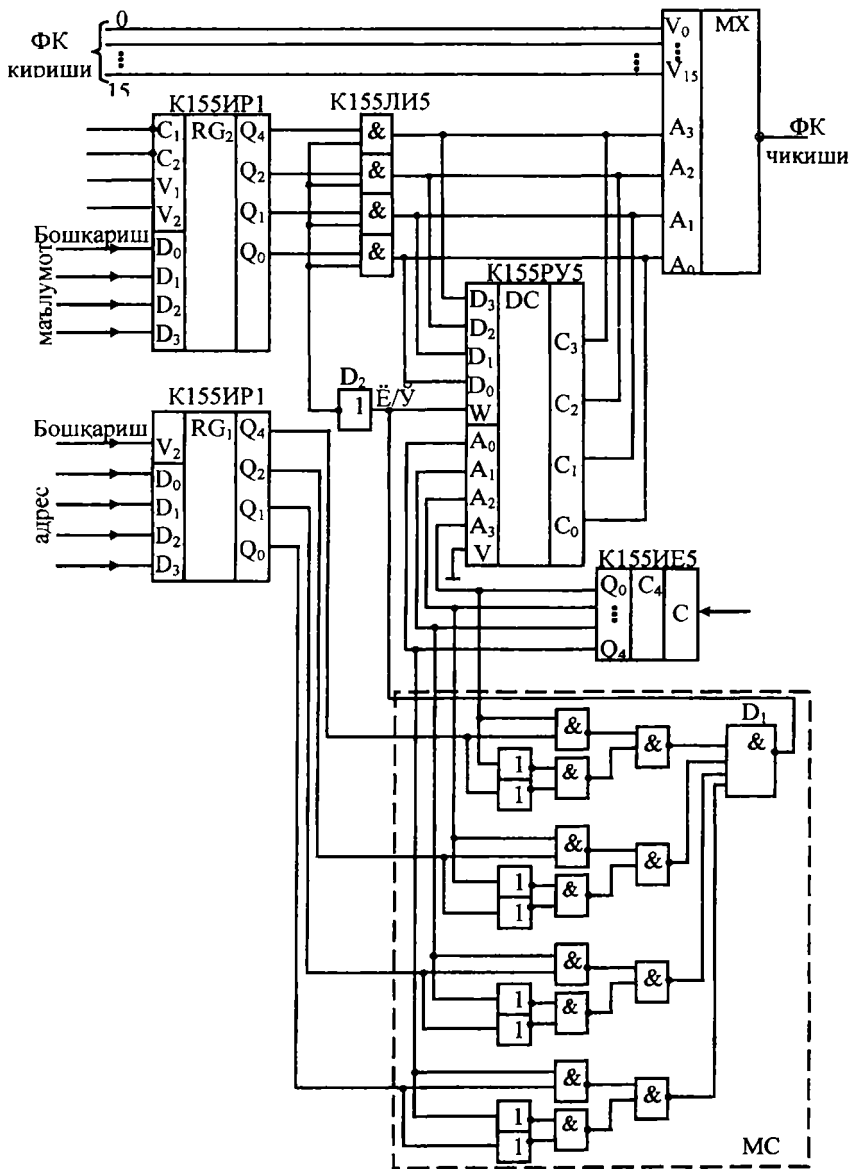 ФК
кириши
0
15
V₀ MX
V₁₅
A₃
A₂
A₁
A₀
ФК
чикиши
К155ИР1
C₁ RG₂ Q₄
C₂ Q₂
V₁ Q₁
V₂ Q₀
Бошкариш
D₀
D₁
D₂
D₃
маълумот
К155ЛИ5
&
&
&
&
К155РУ5
D₃ DC
D₂ C₃
D₁
D₀ C₂
W
A₀ C₁
A₁
A₂ C₀
A₃
V
D₂
1
Ё/Ў
К155ИР1
Бошқариш
V₂ RG₁ Q₄
D₀ Q₂
D₁ Q₁
D₂ Q₀
D₃
адрес
К155ИЕ5
Q₀ C₄ C
Q₄
D₁
&
& &
1 &
1
& &
1 &
1
& &
1 &
1
& &
1 &
1
МС